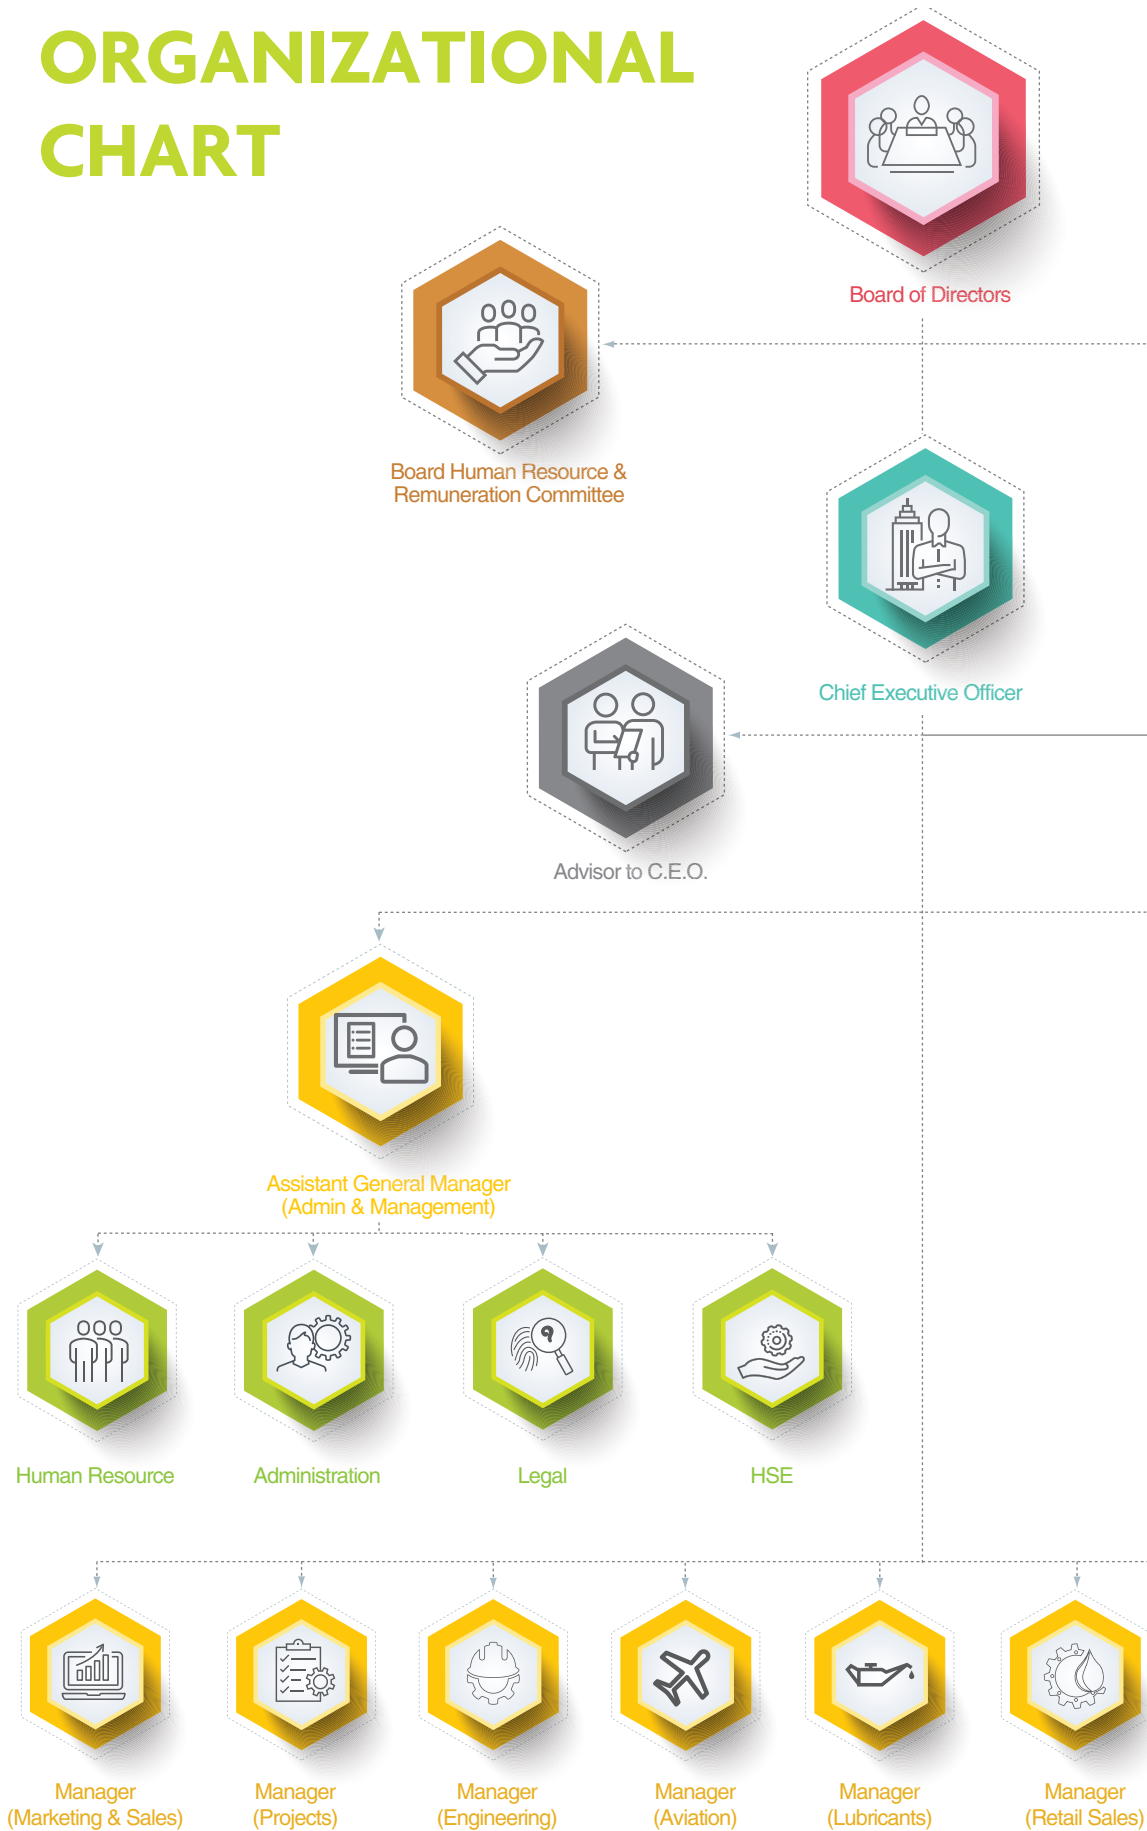 ORGANIZATIONAL
CHART
Board of Directors
Board Human Resource &
Remuneration Committee
Chief Executive Officer
Advisor to C.E.O.
Assistant General Manager
(Admin & Management)
Human Resource
Administration
Legal
HSE
Manager
(Marketing & Sales)
Manager
(Projects)
Manager
(Engineering)
Manager
(Aviation)
Manager
(Lubricants)
Manager
(Retail Sales)